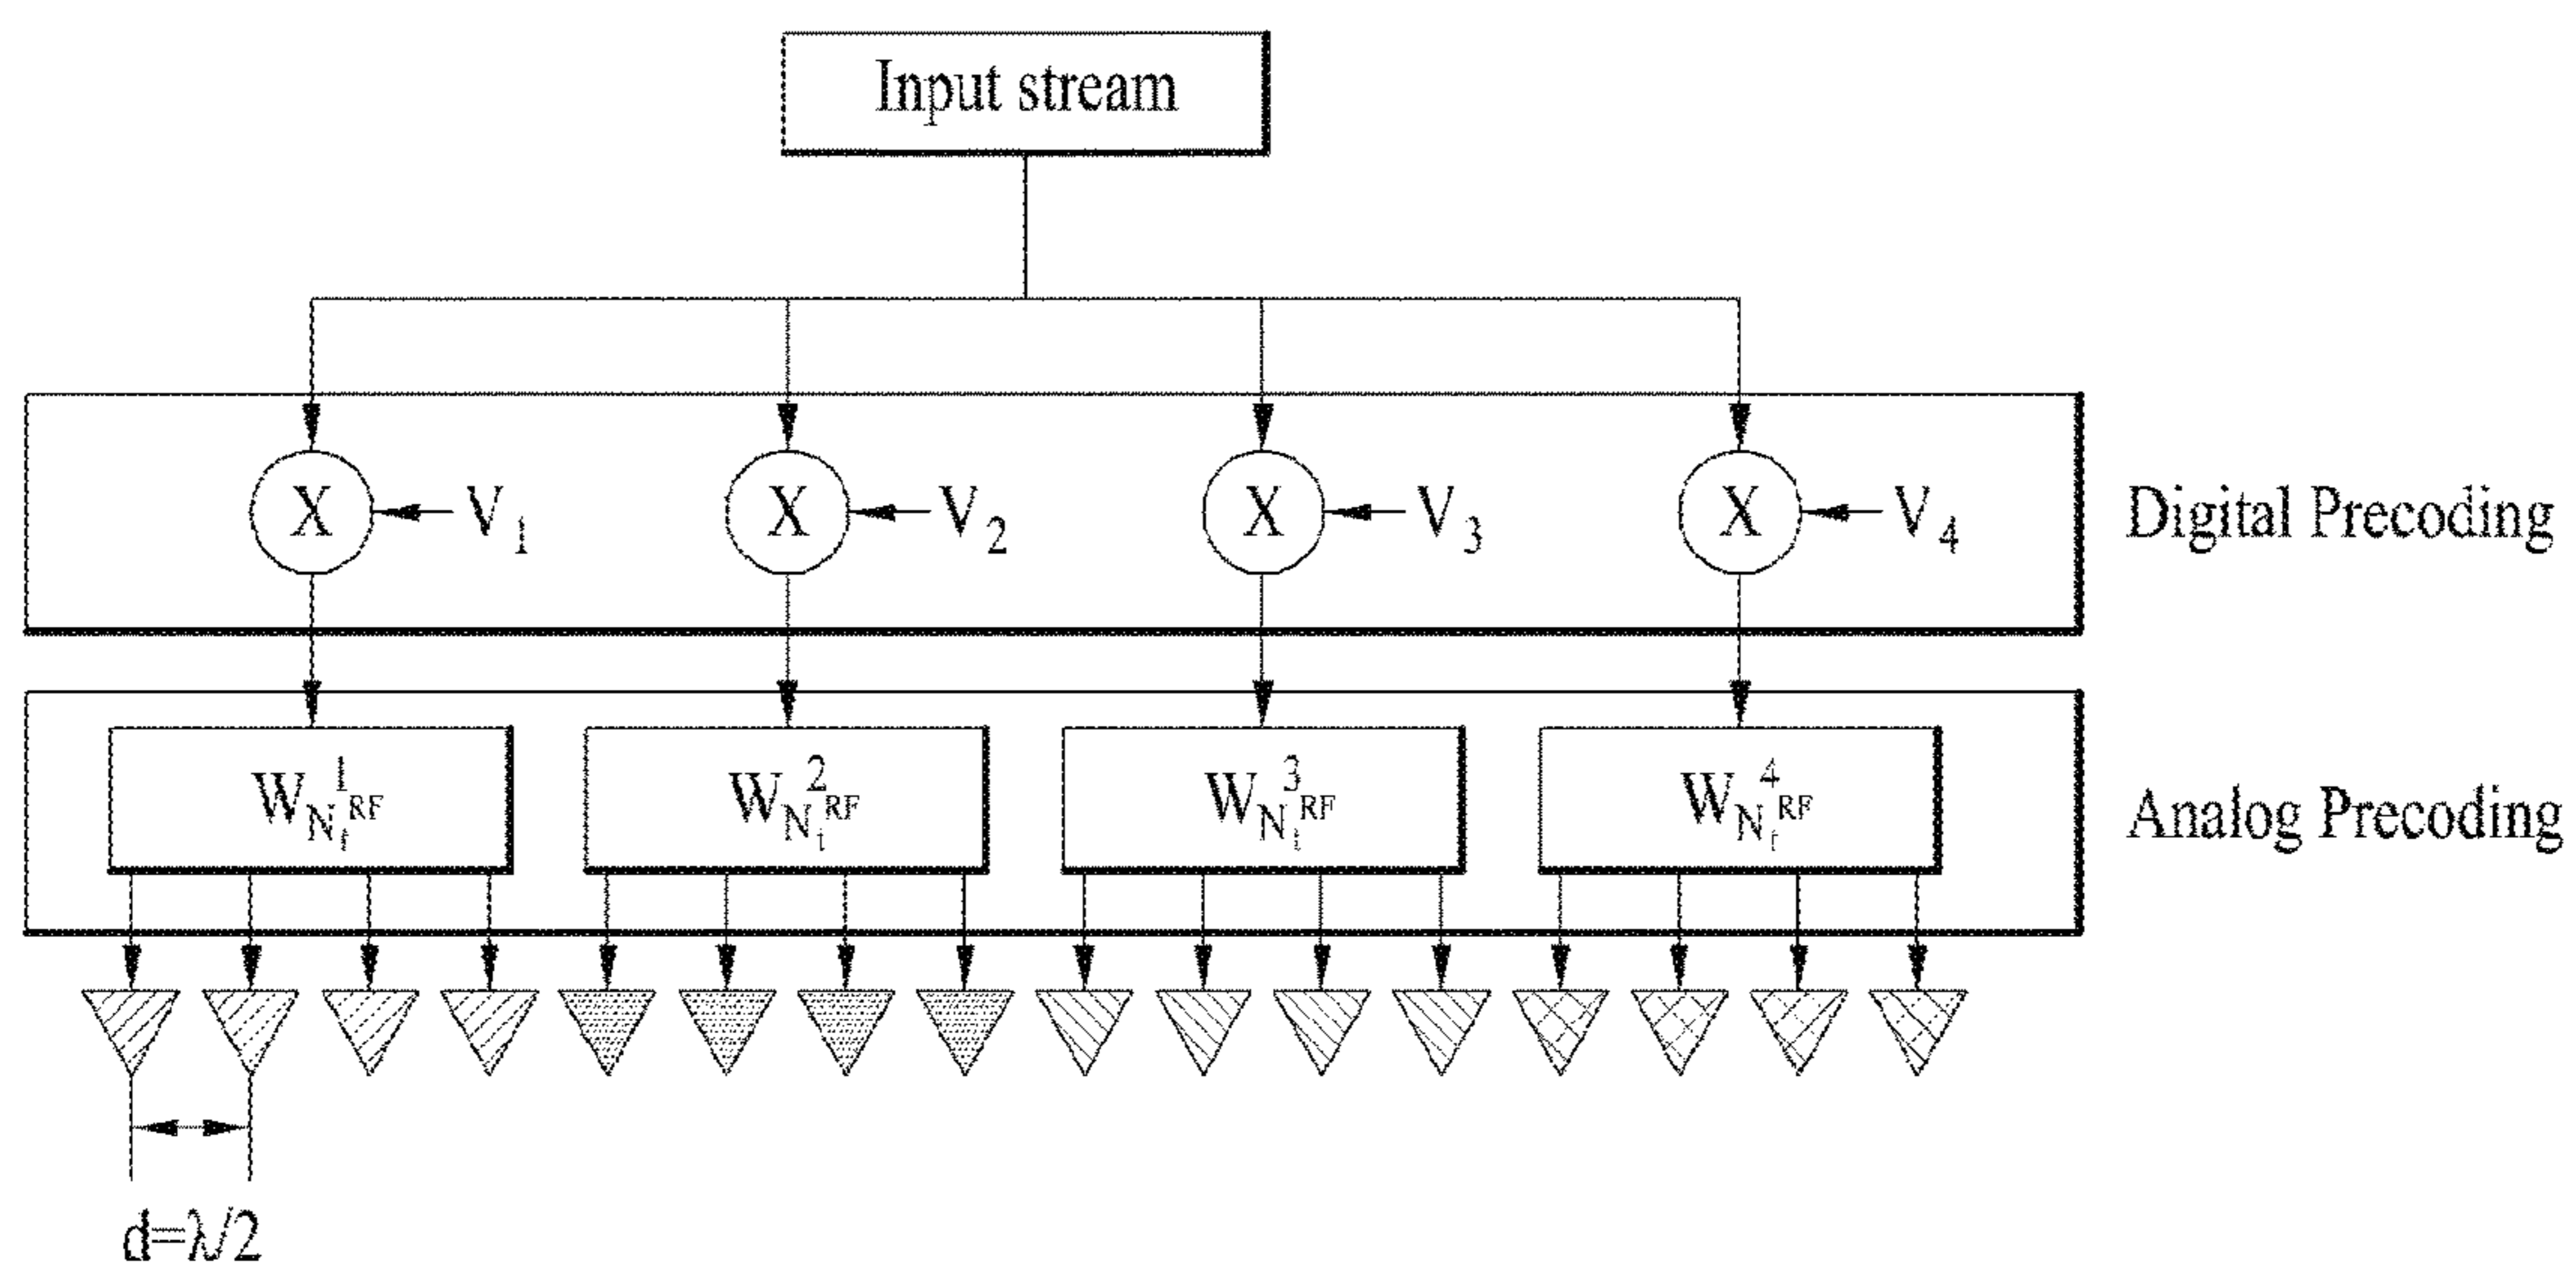 Input stream
X V1 X V2 X V3 X V4 Digital Precoding
W^1_{N_t^RF} W^2_{N_t^RF} W^3_{N_t^RF} W^4_{N_t^RF} Analog Precoding
d=λ/2